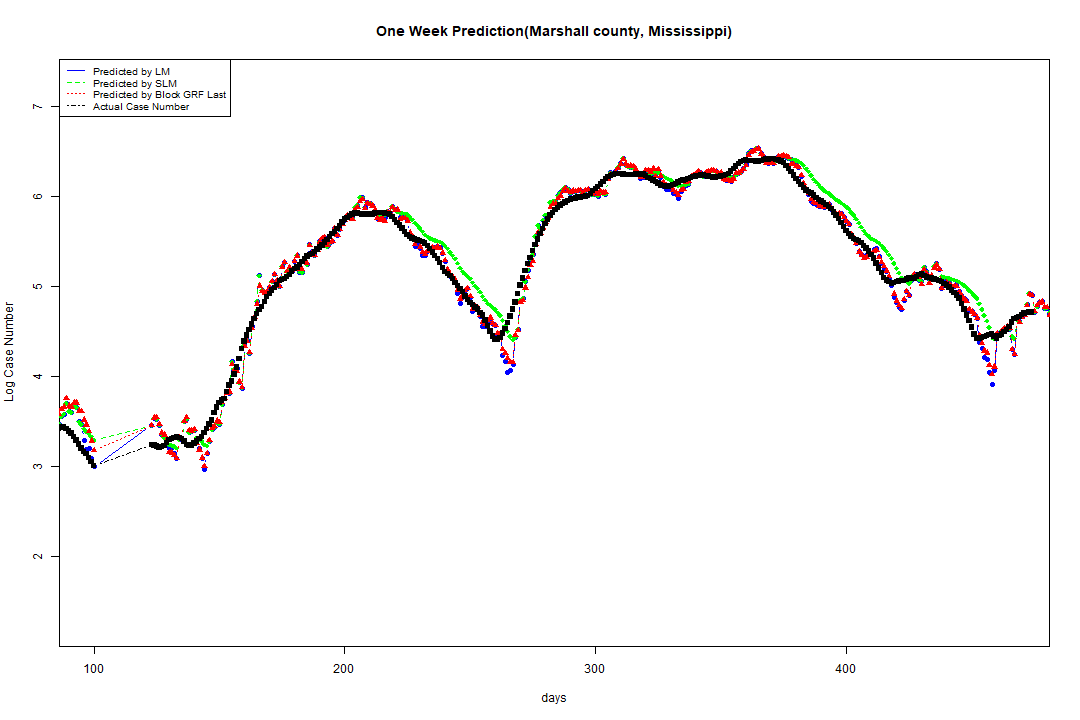 One Week Prediction(Marshall county, Mississippi)
Predicted by LM
Predicted by SLM
Predicted by Block GRF Last
Actual Case Number
7
6
5
4
3
2
Log Case Number
100 200 300 400
days